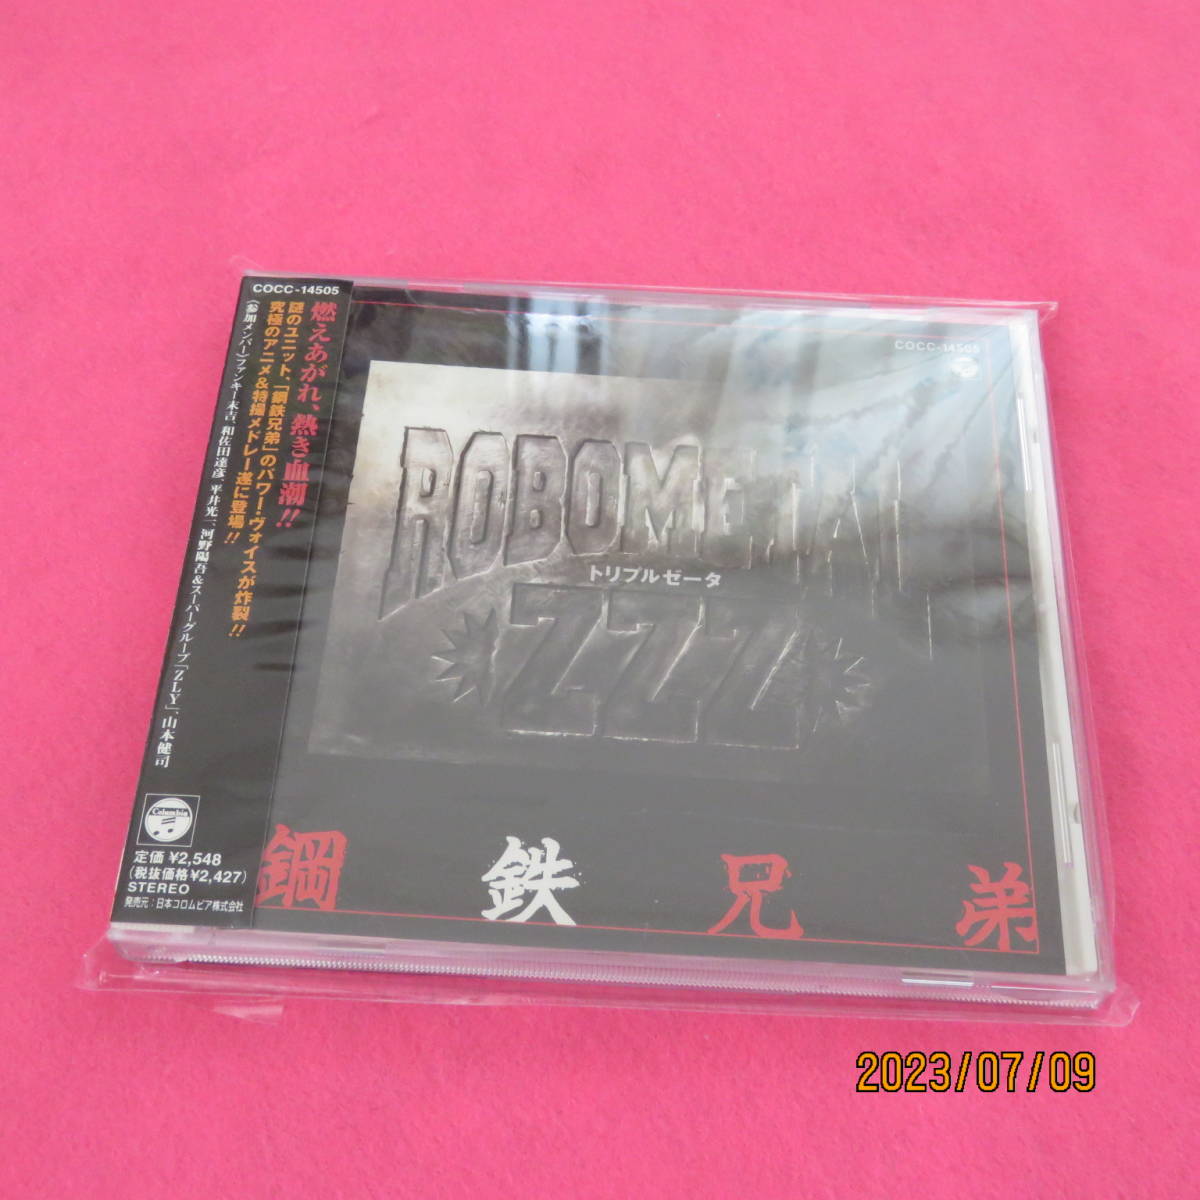 COCC-14505
燃えあがれ、熱き血潮!!
謎のユニット、「鋼鉄兄弟」のパワー・ヴォイスが炸裂!!
究極のアニメ&特撮メドレー遂に登場!!
〈参加メンバー〉ファンキー末吉、和佐田達彦、平井光一、河野陽吾&スーパーグループ「ZLY」、山本健司
Columbia
定価 ¥2,548
(税抜価格¥2,427)
STEREO
発売元:日本コロムビア株式会社
COCC-14505
ROBOMETAL
トリプルゼータ
ZZZ
鋼鉄兄弟
2023/07/09